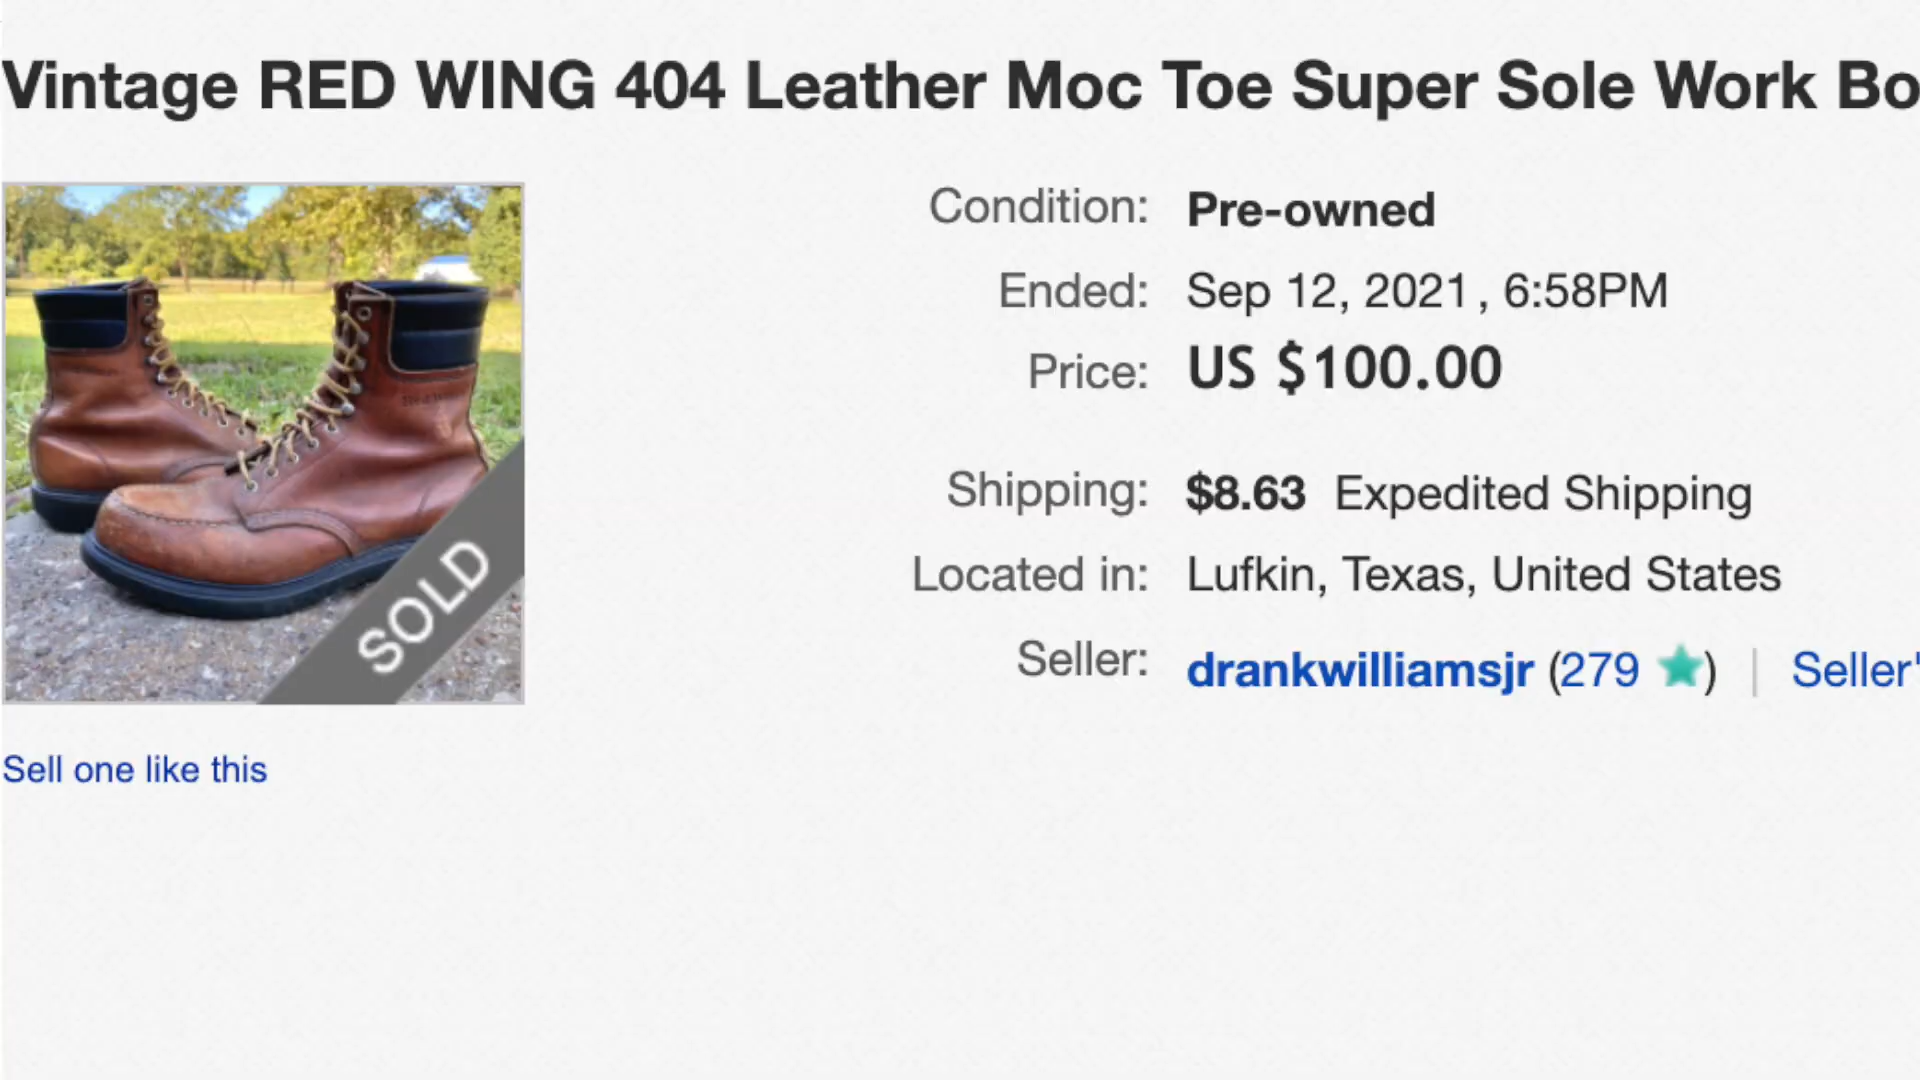 Vintage RED WING 404 Leather Moc Toe Super Sole Work Bo
Condition: Pre-owned
Ended: Sep 12, 2021, 6:58PM
Price: US $100.00
Shipping: $8.63 Expedited Shipping
Located in: Lufkin, Texas, United States
Seller: drankwilliamsjr (279 ★) | Seller'
SOLD
Sell one like this